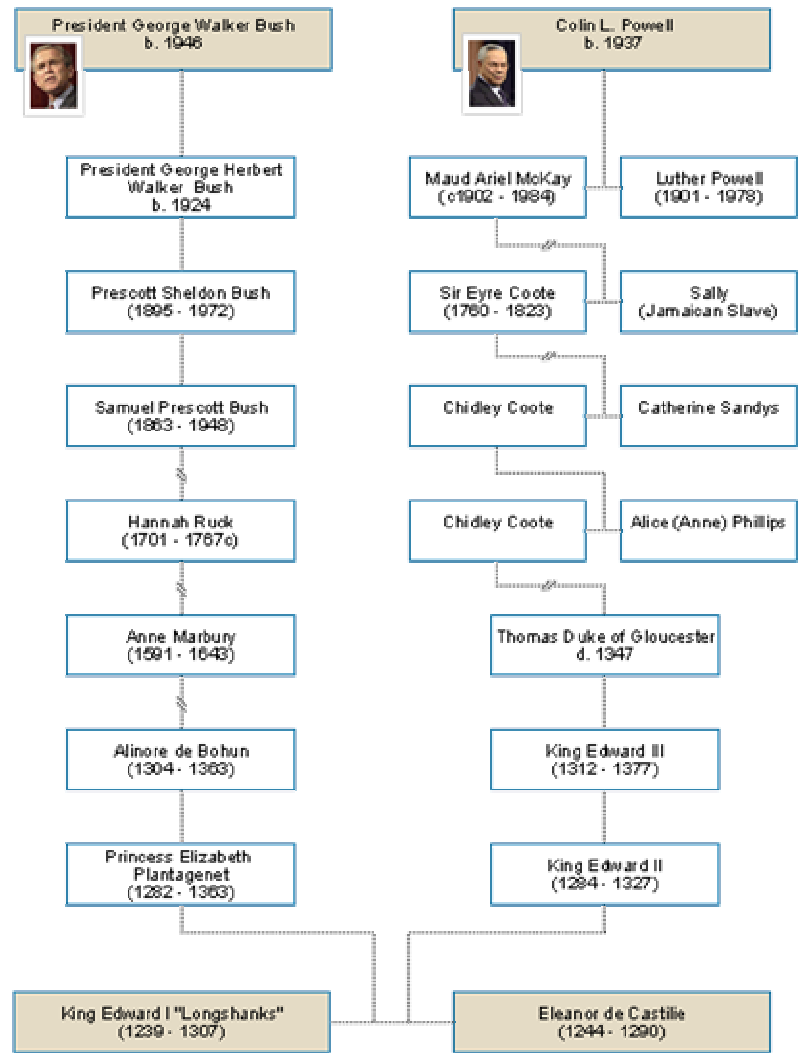 President George Walker Bush
b. 1946
Colin L. Powell
b. 1937
President George Herbert
Walker Bush
b. 1924
Maud Ariel McKay
(c1902 - 1984)
Luther Powell
(1901 - 1978)
Prescott Sheldon Bush
(1895 - 1972)
Sir Eyre Coote
(1760 - 1823)
Sally
(Jamaican Slave)
Samuel Prescott Bush
(1863 - 1948)
Chidley Coote
Catherine Sandys
Hannah Ruck
(1701 - 1767c)
Chidley Coote
Alice (Anne) Phillips
Anne Marbury
(1591 - 1643)
Thomas Duke of Gloucester
d. 1347
Alinore de Bohun
(1304 - 1363)
King Edward III
(1312 - 1377)
Princess Elizabeth
Plantagenet
(1282 - 1363)
King Edward II
(1284 - 1327)
King Edward I "Longshanks"
(1239 - 1307)
Eleanor de Castilie
(1244 - 1290)